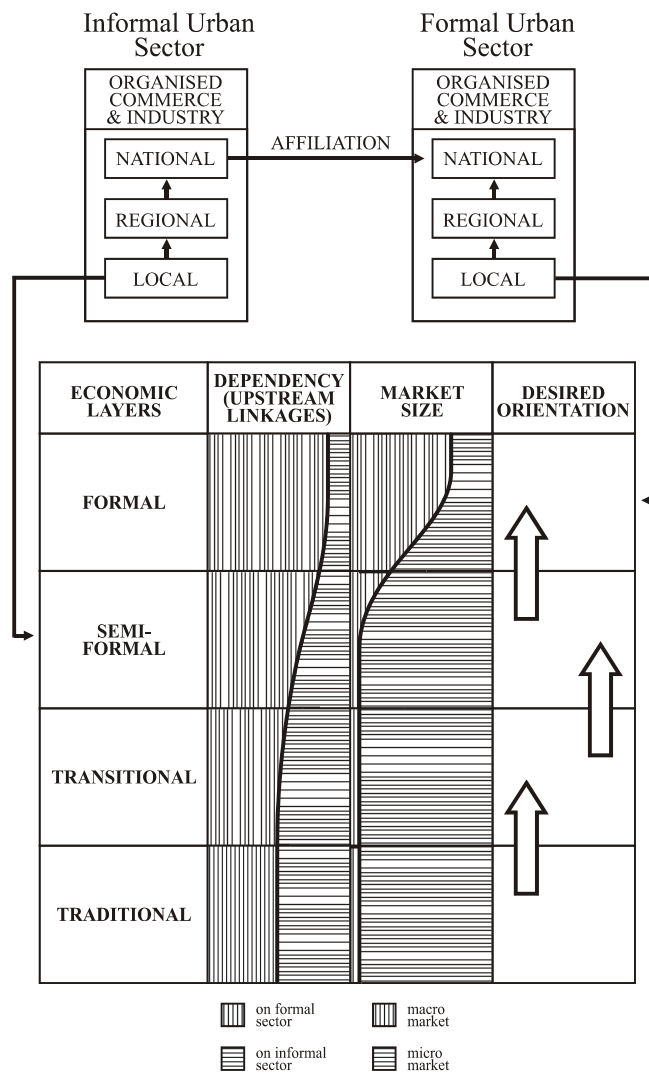 Informal Urban
Sector
Formal Urban
Sector
ORGANISED
COMMERCE
& INDUSTRY
NATIONAL
REGIONAL
LOCAL
AFFILIATION
ORGANISED
COMMERCE
& INDUSTRY
NATIONAL
REGIONAL
LOCAL
ECONOMIC
LAYERS
DEPENDENCY
(UPSTREAM
LINKAGES)
MARKET
SIZE
DESIRED
ORIENTATION
FORMAL
SEMI-
FORMAL
TRANSITIONAL
TRADITIONAL
on formal
sector
macro
market
on informal
sector
micro
market